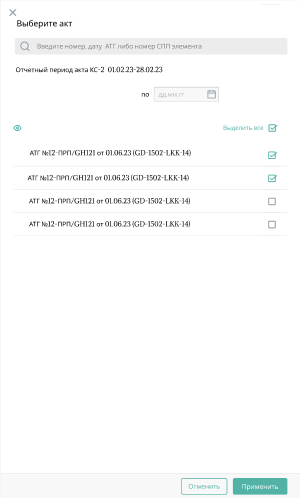 Выберите акт
Введите номер, дату АТГ либо номер СПП элемента
Отчетный период акта КС-2 01.02.23-28.02.23
по дд.мм.гг
Выделить все
АТГ №12-ПРП/GH121 от 01.06.23 (GD-1502-LKK-14)
АТГ №12-ПРП/GH121 от 01.06.23 (GD-1502-LKK-14)
АТГ №12-ПРП/GH121 от 01.06.23 (GD-1502-LKK-14)
АТГ №12-ПРП/GH121 от 01.06.23 (GD-1502-LKK-14)
Отменить Применить